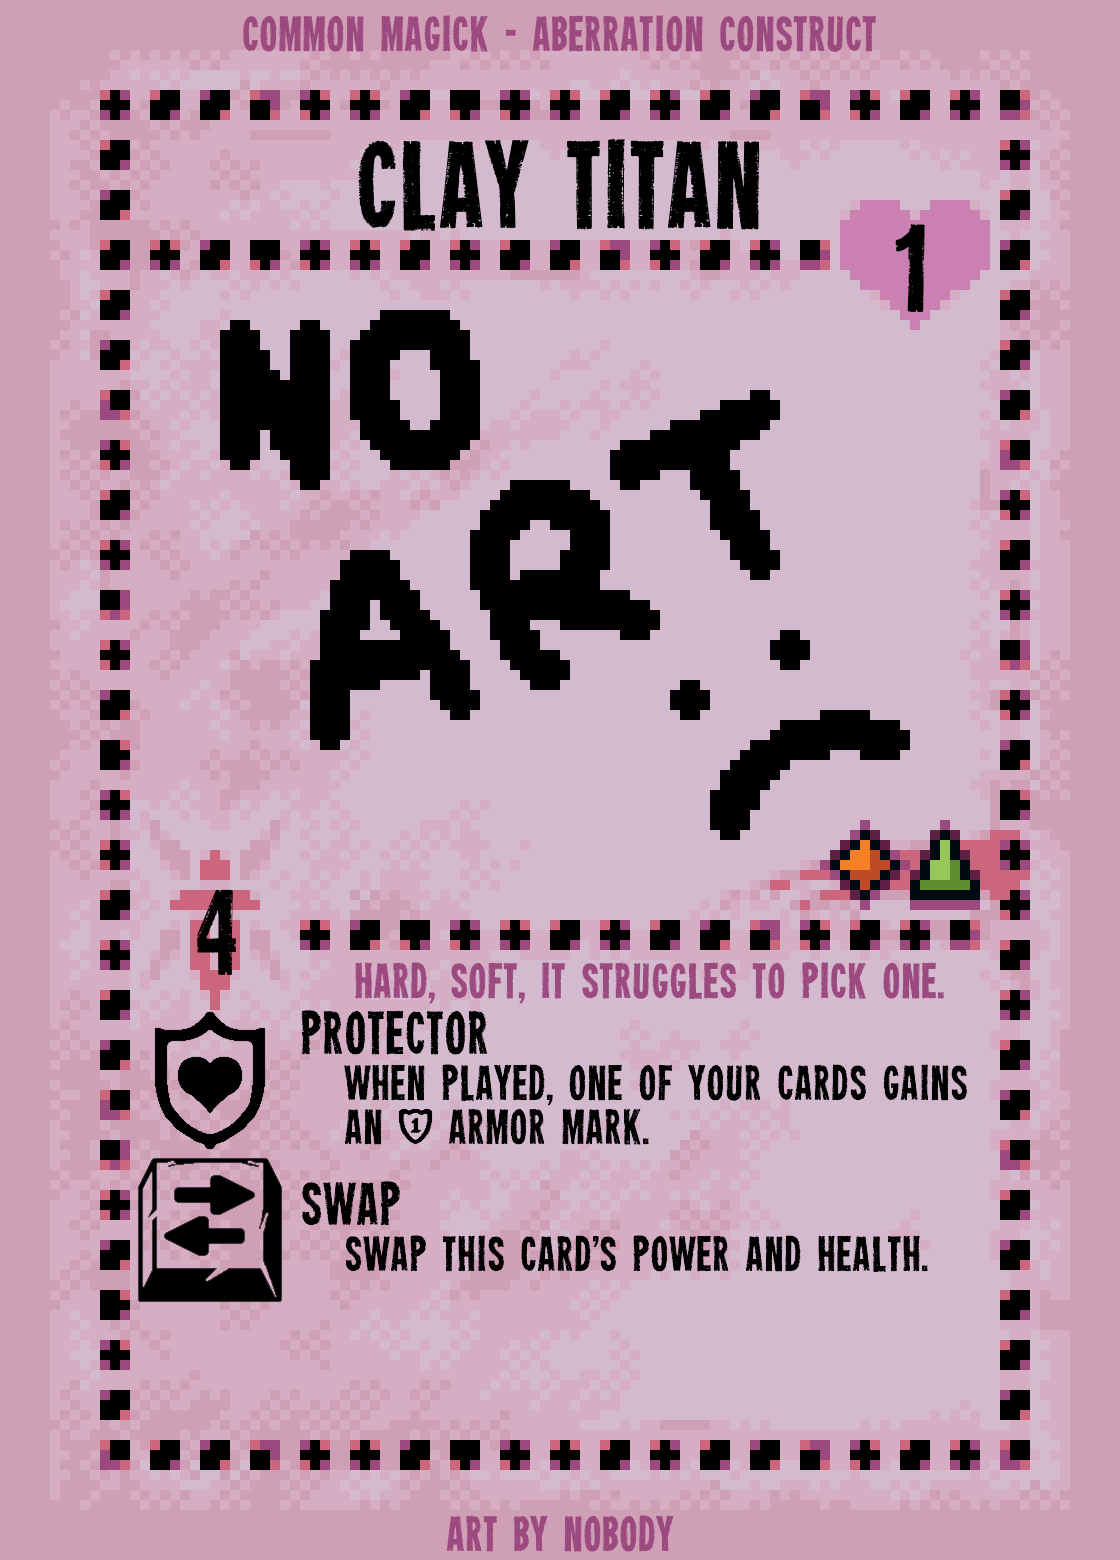 COMMON MAGICK - ABERRATION CONSTRUCT
CLAY TITAN
1
NO
ART
:(
4
HARD, SOFT, IT STRUGGLES TO PICK ONE.
PROTECTOR
WHEN PLAYED, ONE OF YOUR CARDS GAINS
AN 1 ARMOR MARK.
SWAP
SWAP THIS CARD'S POWER AND HEALTH.
ART BY NOBODY